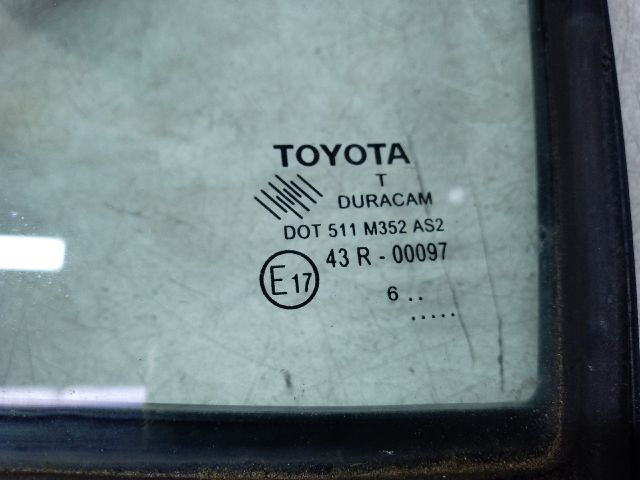 TOYOTA
T
DURACAM
DOT 511 M352 AS2
43 R - 00097
E17
6 ..
.....